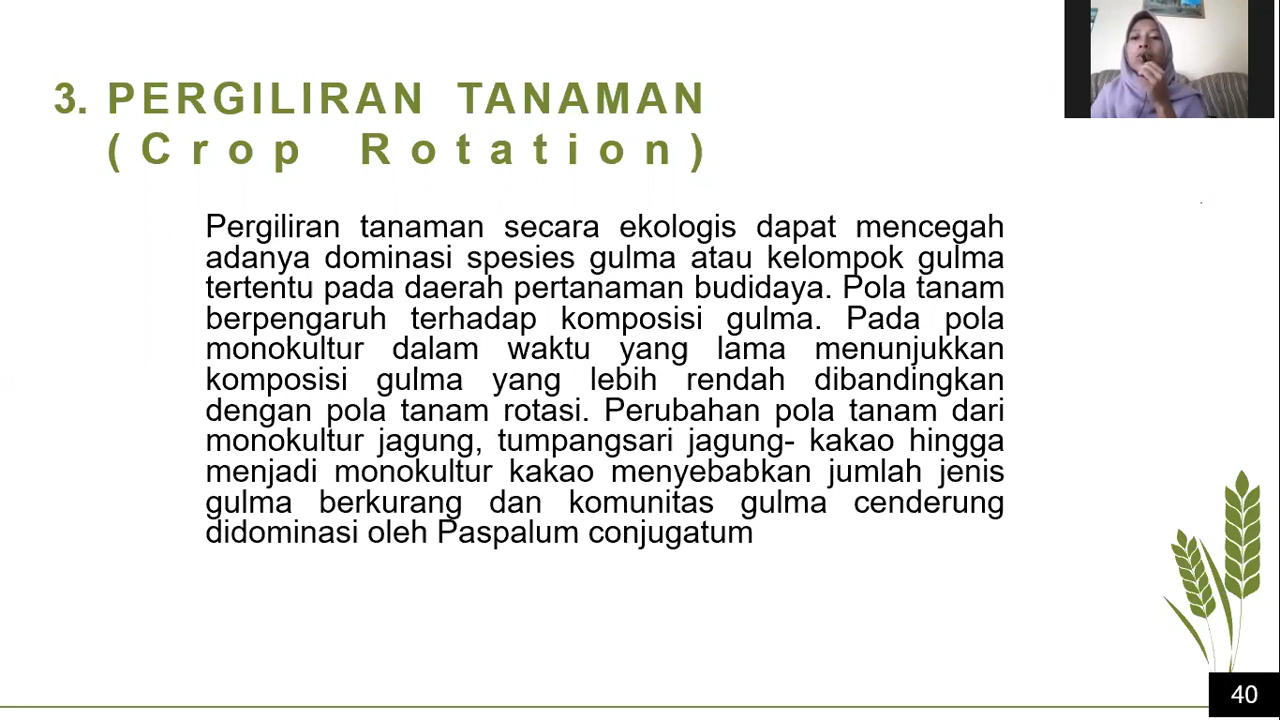 3. PERGILIRAN TANAMAN
(Crop Rotation)
Pergiliran tanaman secara ekologis dapat mencegah
adanya dominasi spesies gulma atau kelompok gulma
tertentu pada daerah pertanaman budidaya. Pola tanam
berpengaruh terhadap komposisi gulma. Pada pola
monokultur dalam waktu yang lama menunjukkan
komposisi gulma yang lebih rendah dibandingkan
dengan pola tanam rotasi. Perubahan pola tanam dari
monokultur jagung, tumpangsari jagung- kakao hingga
menjadi monokultur kakao menyebabkan jumlah jenis
gulma berkurang dan komunitas gulma cenderung
didominasi oleh Paspalum conjugatum
40